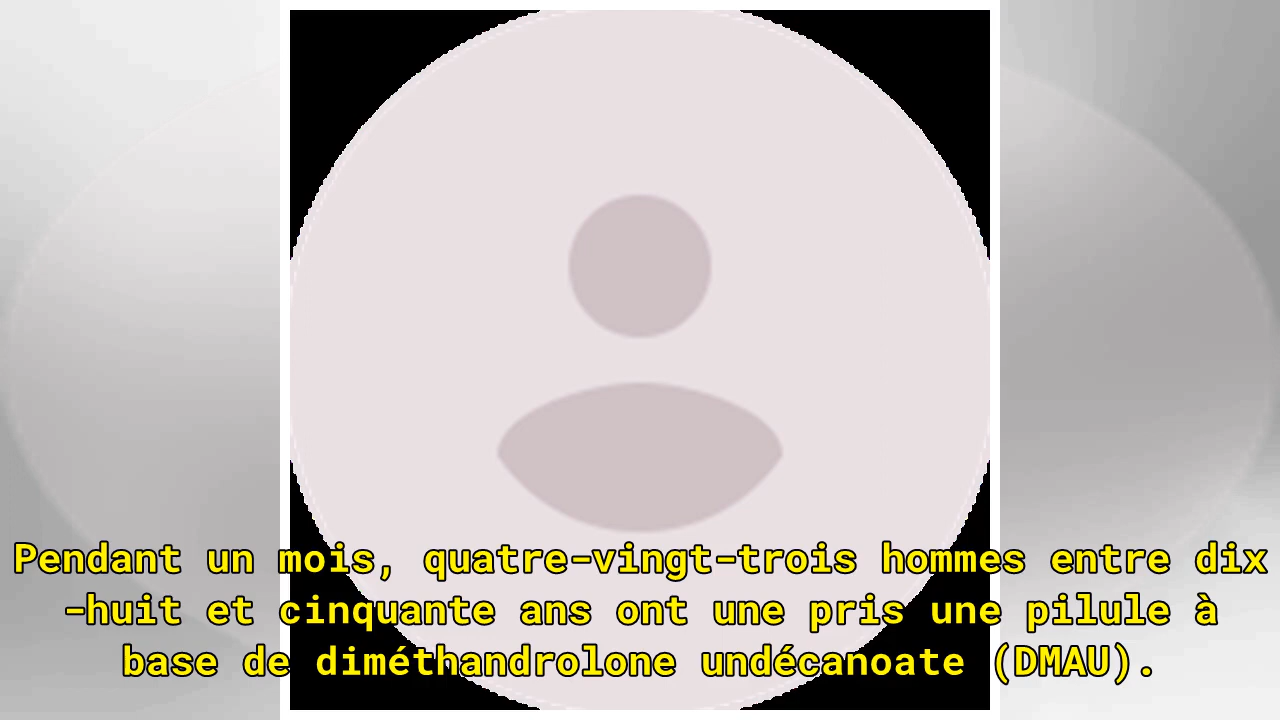 Pendant un mois, quatre-vingt-trois hommes entre dix
-huit et cinquante ans ont une pris une pilule à
base de diméthandrolone undécanoate (DMAU).